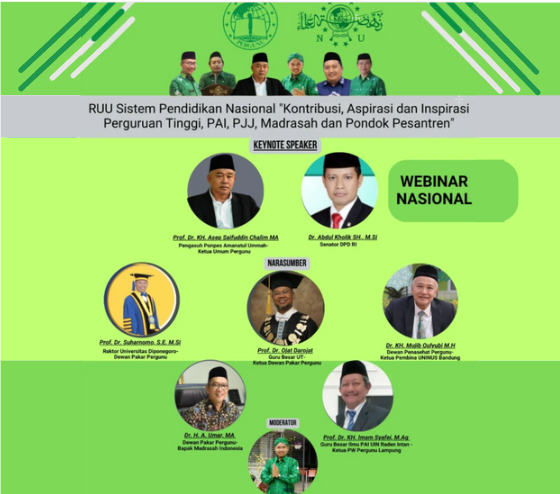 PERGUNU
N U
RUU Sistem Pendidikan Nasional "Kontribusi, Aspirasi dan Inspirasi
Perguruan Tinggi, PAI, PJJ, Madrasah dan Pondok Pesantren"
KEYNOTE SPEAKER
WEBINAR
NASIONAL
Prof. Dr. KH. Asep Saifuddin Chalim MA
Pengasuh Ponpes Amanatul Ummah-
Ketua Umum Pergunu
Dr. Abdul Kholik SH., M.Si
Senator DPD RI
NARASUMBER
Prof. Dr. Suharnomo, S.E. M.Si
Rektor Universitas Diponegoro-
Dewan Pakar Pergunu
Prof. Dr. Ojat Darojat
Guru Besar UT-
Ketua Dewan Pakar Pergunu
Dr. KH. Mujib Qulyubi M.H
Dewan Penasehat Pergunu-
Ketua Pembina UNINUS Bandung
Dr. H. A. Umar, MA
Dewan Pakar Pergunu-
Bapak Madrasah Indonesia
Prof. Dr. KH. Imam Syafei, M.Ag
Guru Besar Ilmu PAI UIN Raden Intan -
Ketua PW Pergunu Lampung
MODERATOR